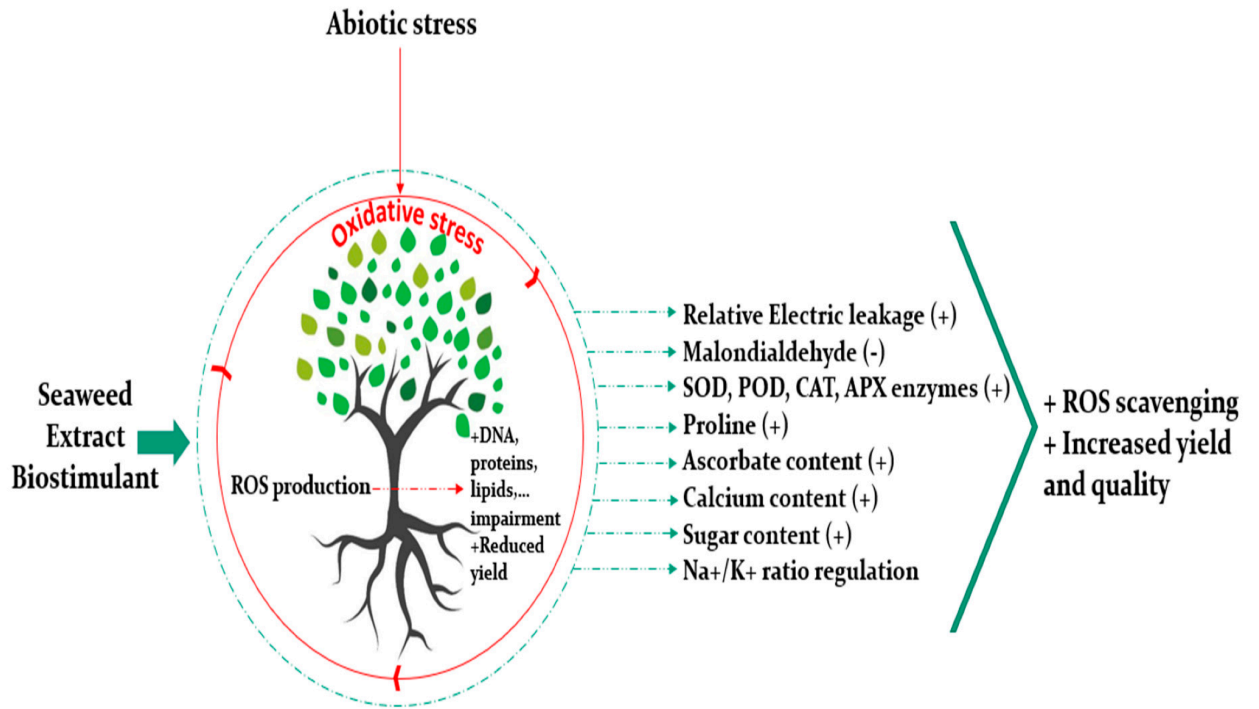 Abiotic stress
Oxidative stress
Seaweed
Extract
Biostimulant
ROS production
+DNA,
proteins,
lipids,...
impairment
+Reduced
yield
Relative Electric leakage (+)
Malondialdehyde (-)
SOD, POD, CAT, APX enzymes (+)
Proline (+)
Ascorbate content (+)
Calcium content (+)
Sugar content (+)
Na+/K+ ratio regulation
+ ROS scavenging
+ Increased yield
and quality